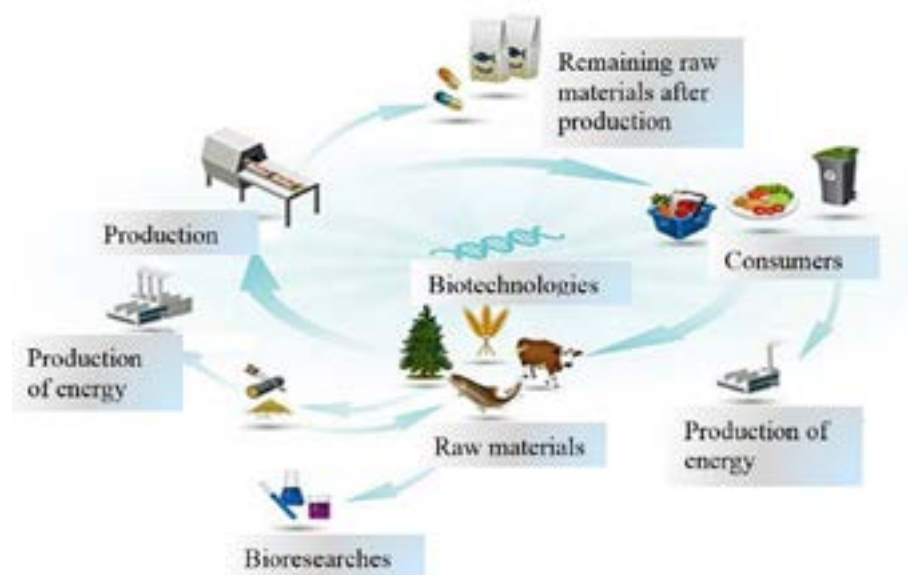 Remaining raw
materials after
production
Production
Consumers
Biotechnologies
Production
of energy
Raw materials
Production of
energy
Bioresearches